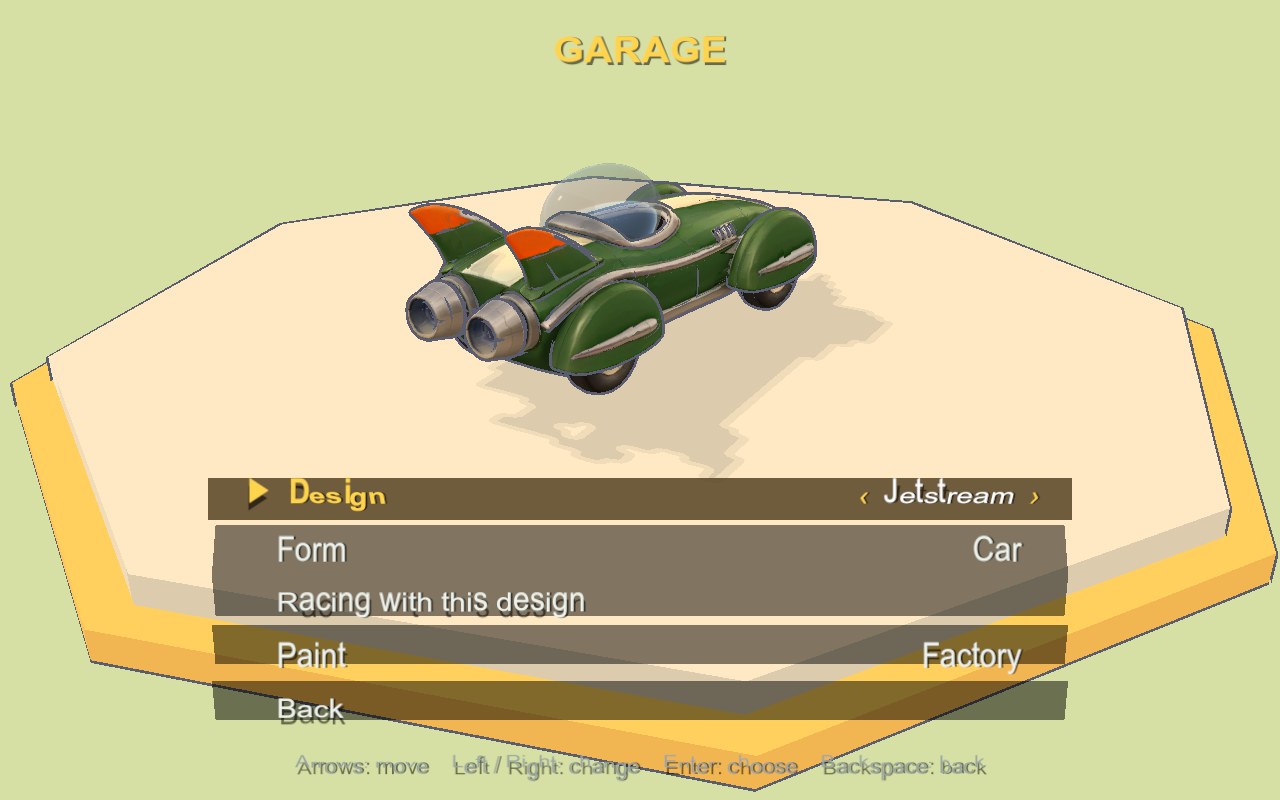 GARAGE
Design ‹ Jetstream ›
Form Car
Racing with this design
Paint Factory
Back
Arrows: move Left / Right: change Enter: choose Backspace: back